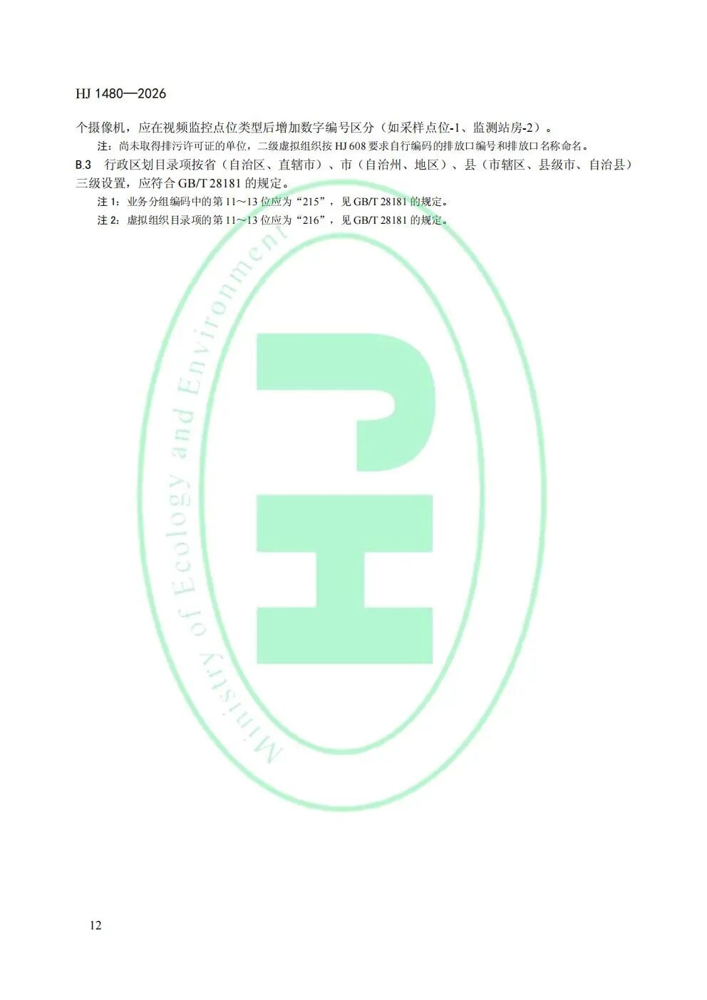 HJ 1480—2026
个摄像机，应在视频监控点位类型后增加数字编号区分（如采样点位-1、监测站房-2）。
注：尚未取得排污许可证的单位，二级虚拟组织按 HJ 608 要求自行编码的排放口编号和排放口名称命名。
B.3 行政区划目录项按省（自治区、直辖市）、市（自治州、地区）、县（市辖区、县级市、自治县）
三级设置，应符合 GB/T 28181 的规定。
注 1：业务分组编码中的第 11～13 位应为“215”，见 GB/T 28181 的规定。
注 2：虚拟组织目录项的第 11～13 位应为“216”，见 GB/T 28181 的规定。
Ministry of Ecology and Environment
HJ
12